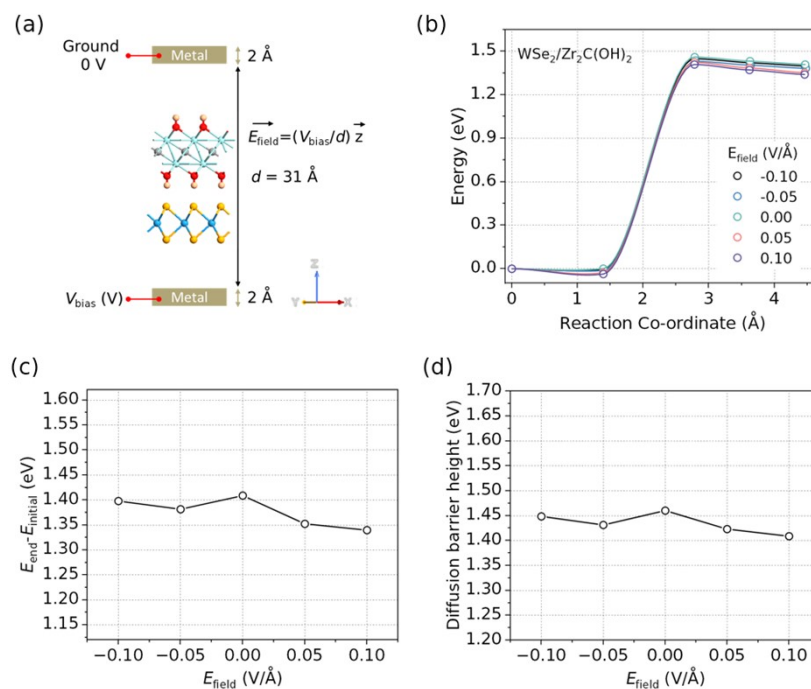 (a)
Ground
0 V
Metal
2 Å
E_field=(V_bias/d) z
d = 31 Å
V_bias (V)
Metal
2 Å
Z
Y
X
(b)
WSe₂/Zr₂C(OH)₂
E_field (V/Å)
-0.10
-0.05
0.00
0.05
0.10
1.5
1.2
0.9
0.6
0.3
0.0
Energy (eV)
0
1
2
3
4
Reaction Co-ordinate (Å)
(c)
1.60
1.55
1.50
1.45
1.40
1.35
1.30
1.25
1.20
1.15
E_end-E_initial (eV)
−0.10
−0.05
0.00
0.05
0.10
E_field (V/Å)
(d)
1.70
1.65
1.60
1.55
1.50
1.45
1.40
1.35
1.30
1.25
1.20
Diffusion barrier height (eV)
−0.10
−0.05
0.00
0.05
0.10
E_field (V/Å)